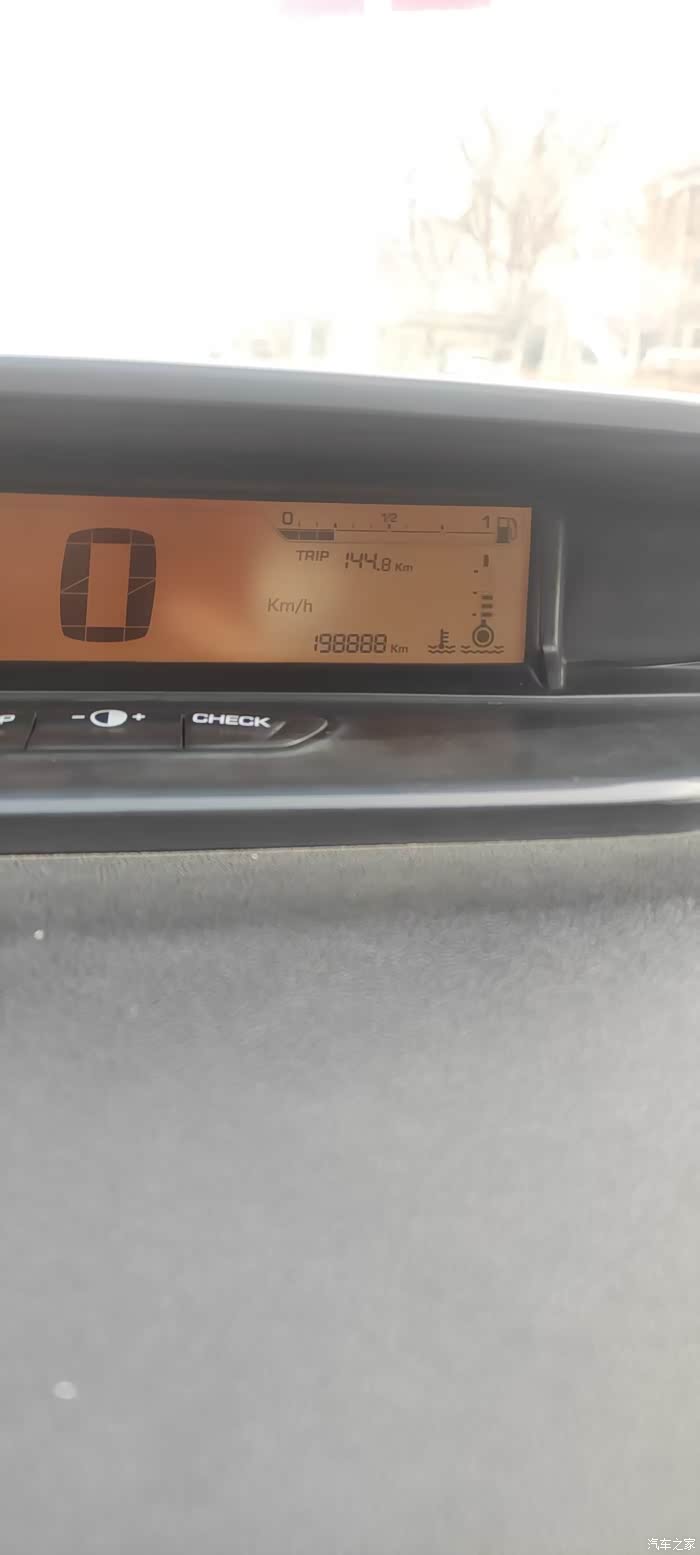 0 1/2 1
TRIP 144.8 Km
0 Km/h
198888 Km
P - + CHECK
汽车之家